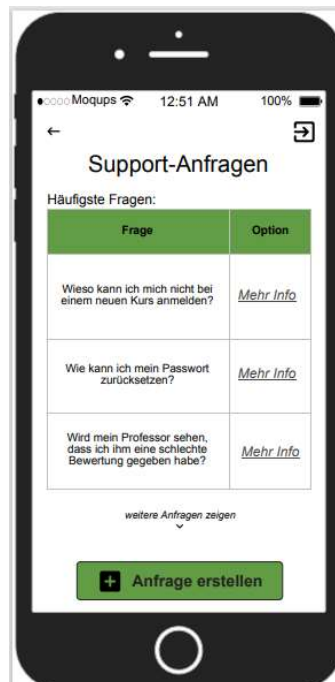 Moqups 12:51 AM 100%
Support-Anfragen
Häufigste Fragen:
Frage Option
Wieso kann ich mich nicht bei
einem neuen Kurs anmelden?
Mehr Info
Wie kann ich mein Passwort
zurücksetzen?
Mehr Info
Wird mein Professor sehen,
dass ich ihm eine schlechte
Bewertung gegeben habe?
Mehr Info
weitere Anfragen zeigen
Anfrage erstellen